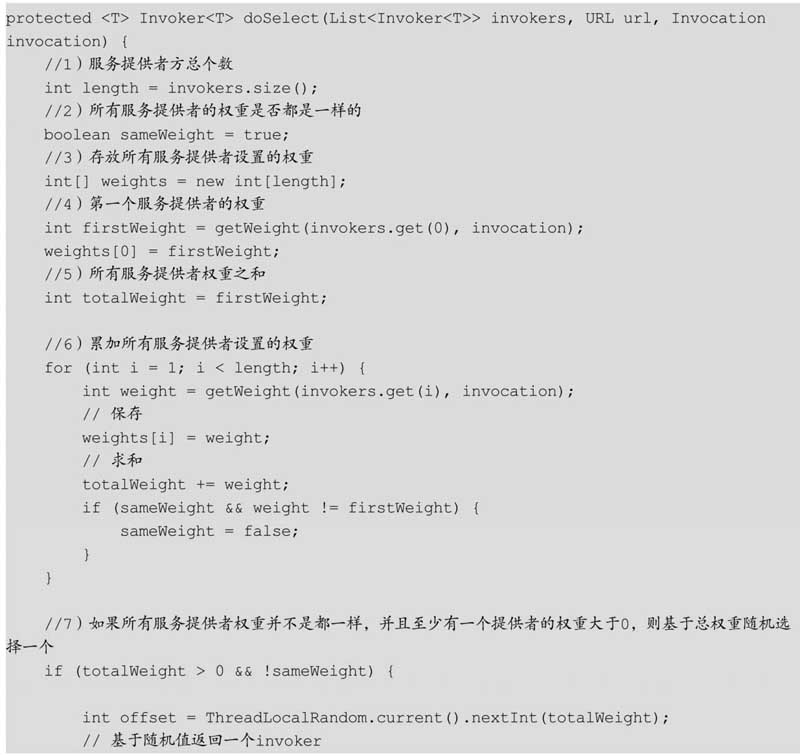 protected <T> Invoker<T> doSelect(List<Invoker<T>> invokers, URL url, Invocation
invocation) {
    //1）服务提供者方总个数
    int length = invokers.size();
    //2）所有服务提供者的权重是否都是一样的
    boolean sameWeight = true;
    //3）存放所有服务提供者设置的权重
    int[] weights = new int[length];
    //4）第一个服务提供者的权重
    int firstWeight = getWeight(invokers.get(0), invocation);
    weights[0] = firstWeight;
    //5）所有服务提供者权重之和
    int totalWeight = firstWeight;

    //6）累加所有服务提供者设置的权重
    for (int i = 1; i < length; i++) {
        int weight = getWeight(invokers.get(i), invocation);
        // 保存
        weights[i] = weight;
        // 求和
        totalWeight += weight;
        if (sameWeight && weight != firstWeight) {
            sameWeight = false;
        }
    }

    //7）如果所有服务提供者权重并不是都一样，并且至少有一个提供者的权重大于0，则基于总权重随机选
择一个
    if (totalWeight > 0 && !sameWeight) {

        int offset = ThreadLocalRandom.current().nextInt(totalWeight);
        // 基于随机值返回一个invoker